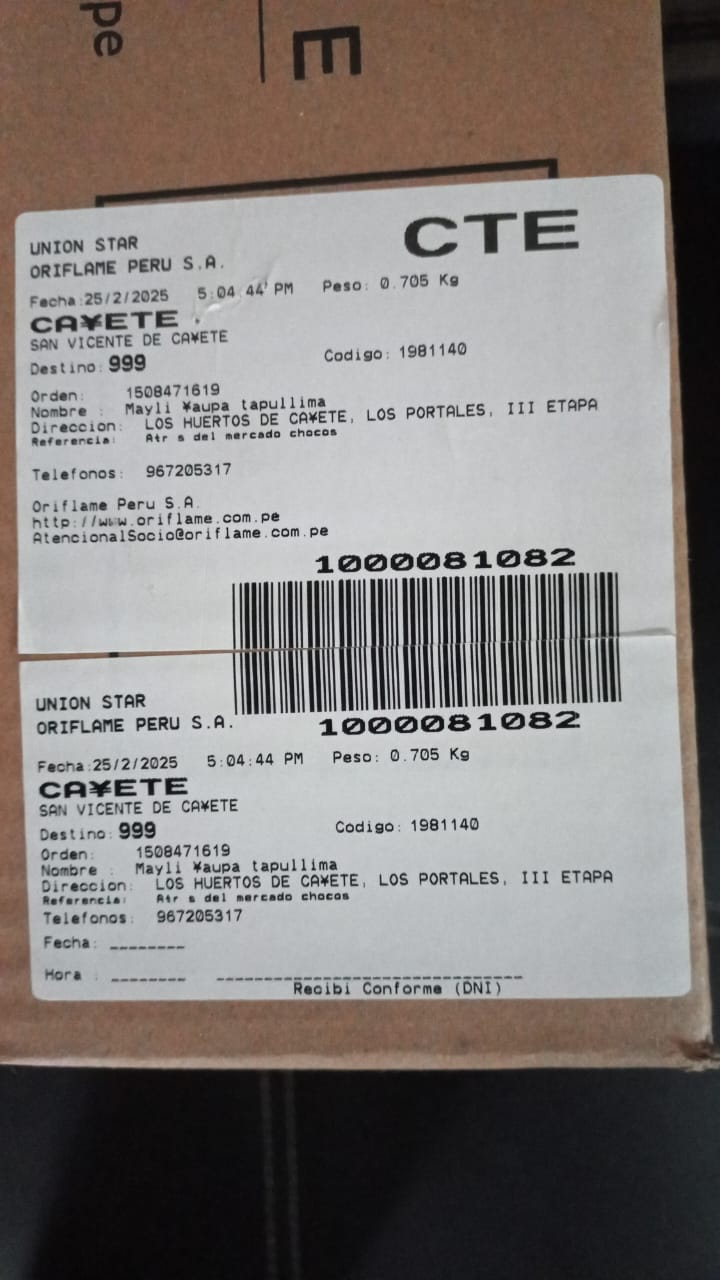 pe
E
CTE
UNION STAR
ORIFLAME PERU S.A.
Fecha:25/2/2025 5:04:44 PM Peso: 0.705 Kg
CA¥ETE
SAN VICENTE DE CA¥ETE
Destino: 999 Codigo: 1981140
Orden: 1508471619
Nombre : Mayli ¥aupa tapullima
Direccion: LOS HUERTOS DE CA¥ETE, LOS PORTALES, III ETAPA
Referencia: Atr s del mercado chocos
Telefonos: 967205317
Oriflame Peru S.A.
http://www.oriflame.com.pe
AtencionalSocio@oriflame.com.pe
1000081082
UNION STAR
ORIFLAME PERU S.A.
1000081082
Fecha:25/2/2025 5:04:44 PM Peso: 0.705 Kg
CA¥ETE
SAN VICENTE DE CA¥ETE
Destino: 999 Codigo: 1981140
Orden: 1508471619
Nombre : Mayli ¥aupa tapullima
Direccion: LOS HUERTOS DE CA¥ETE, LOS PORTALES, III ETAPA
Referencia: Atr s del mercado chocos
Telefonos: 967205317
Fecha: ________
Hora : ________ ________________________________
Recibi Conforme (DNI)